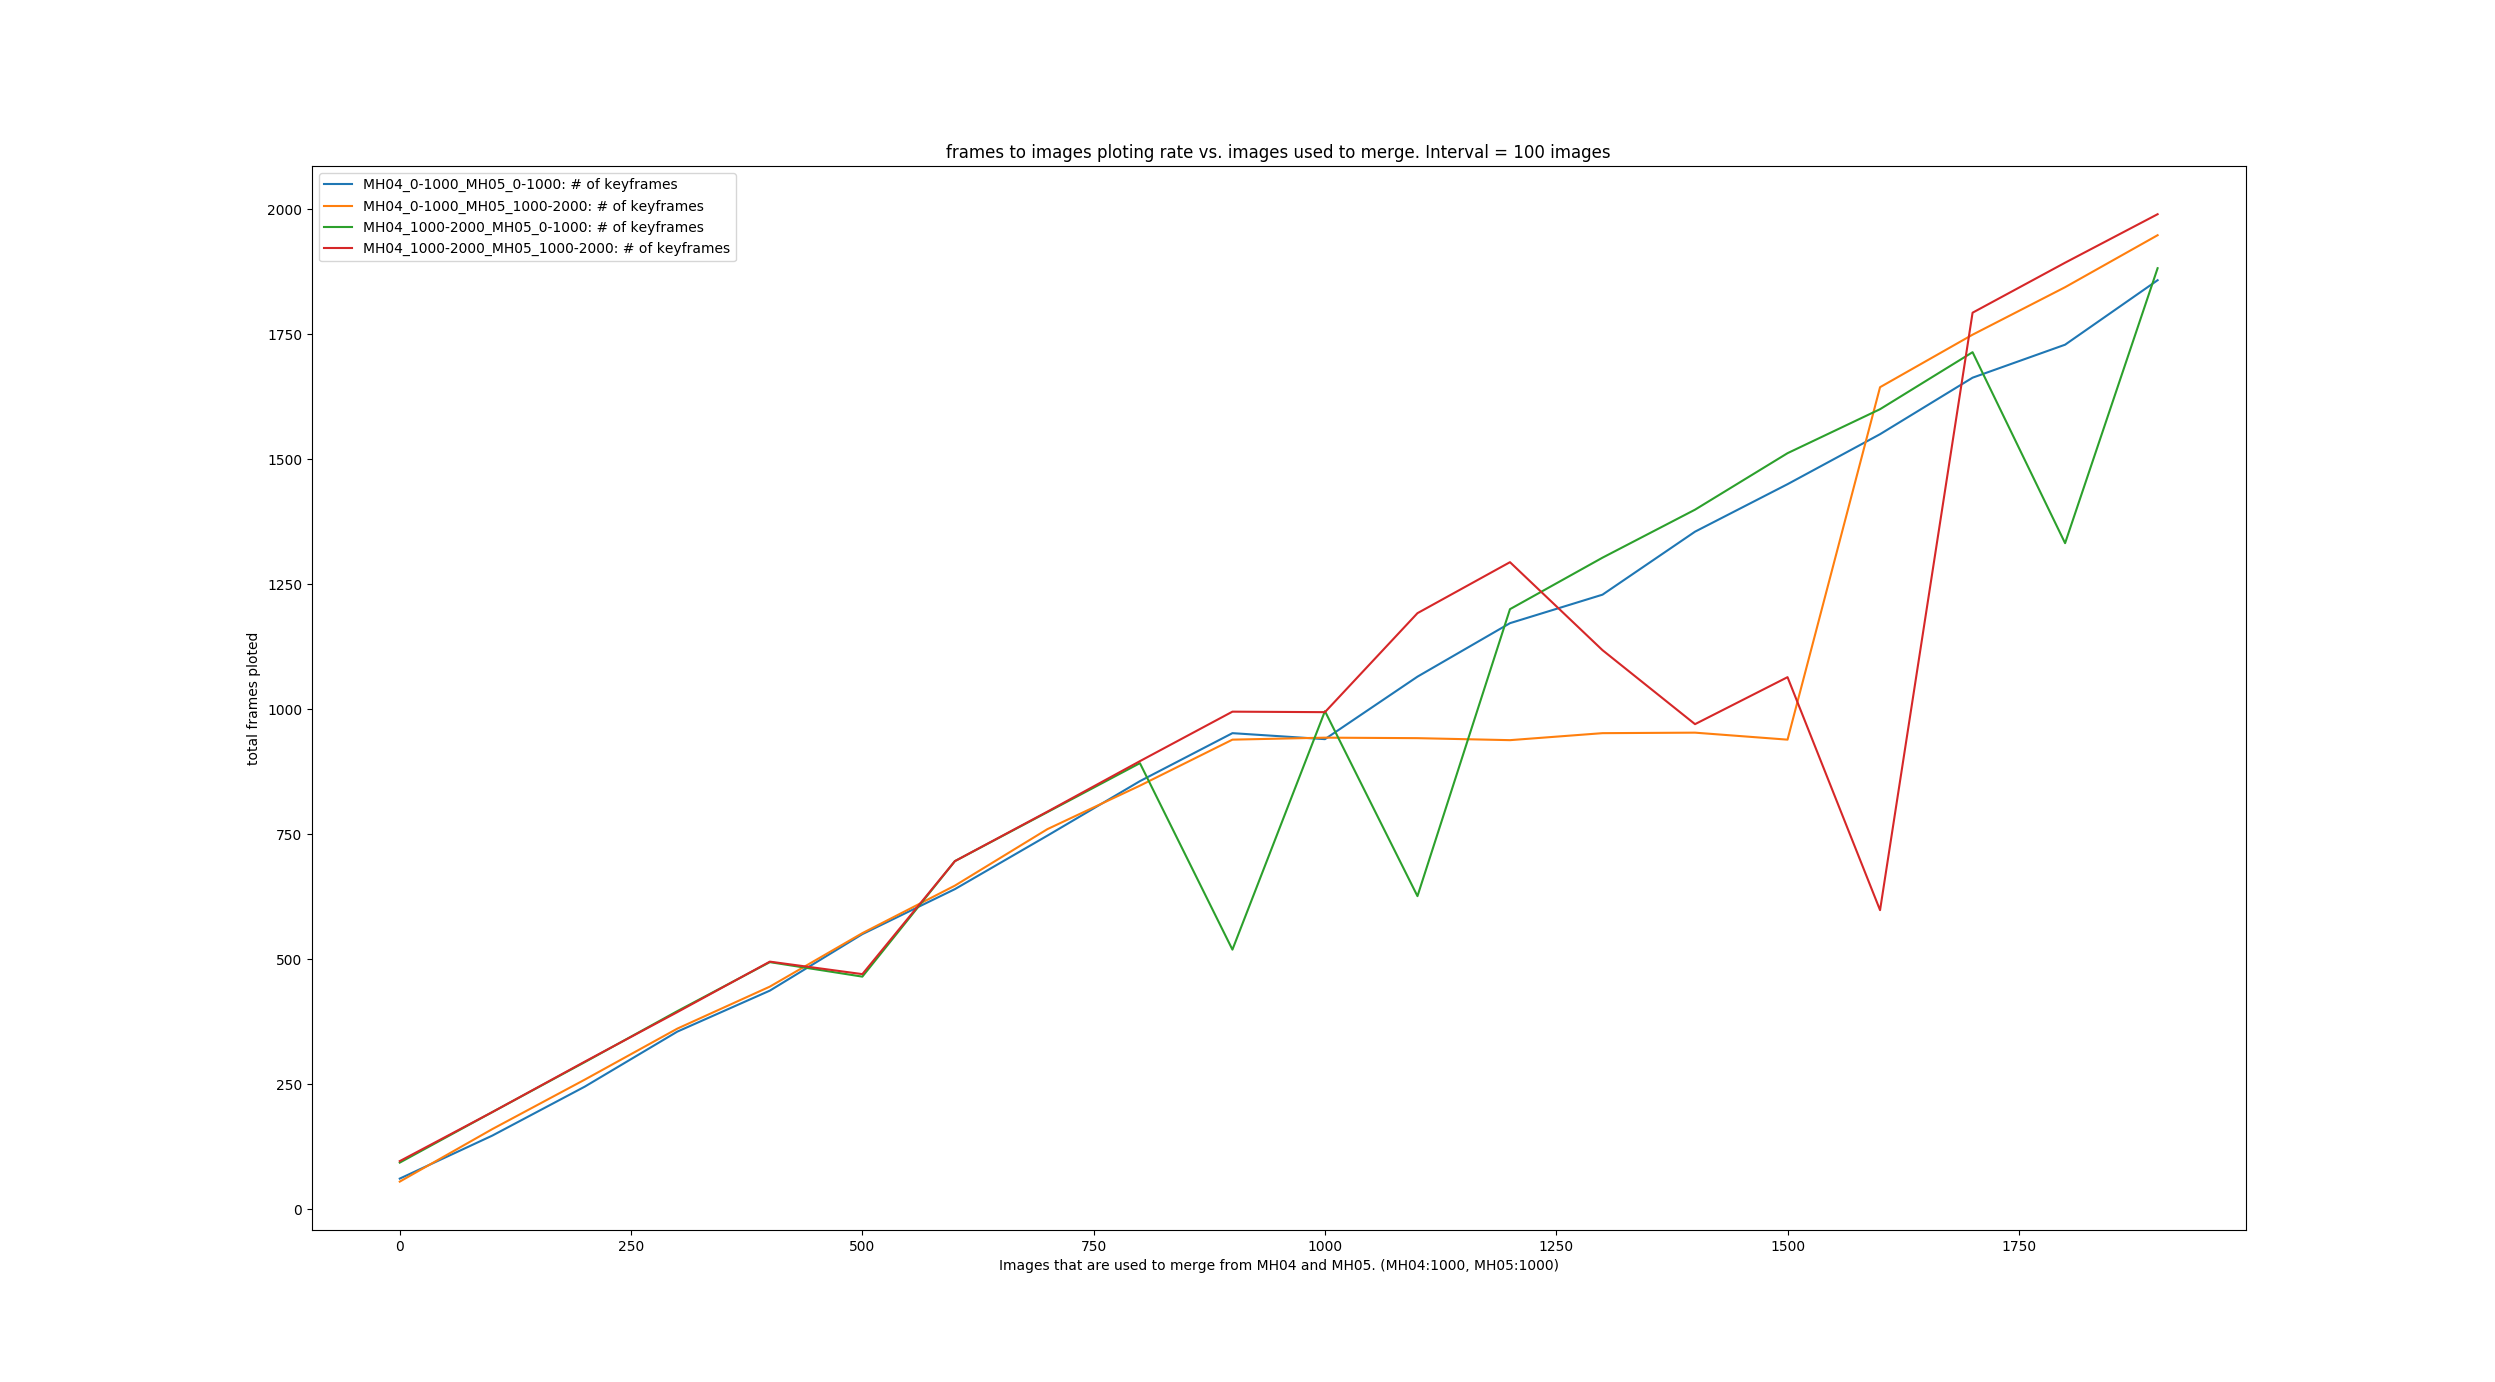 frames to images ploting rate vs. images used to merge. Interval = 100 images
MH04_0-1000_MH05_0-1000: # of keyframes
MH04_0-1000_MH05_1000-2000: # of keyframes
MH04_1000-2000_MH05_0-1000: # of keyframes
MH04_1000-2000_MH05_1000-2000: # of keyframes
2000
1750
1500
1250
1000
750
500
250
0
total frames ploted
0 250 500 750 1000 1250 1500 1750
Images that are used to merge from MH04 and MH05. (MH04:1000, MH05:1000)